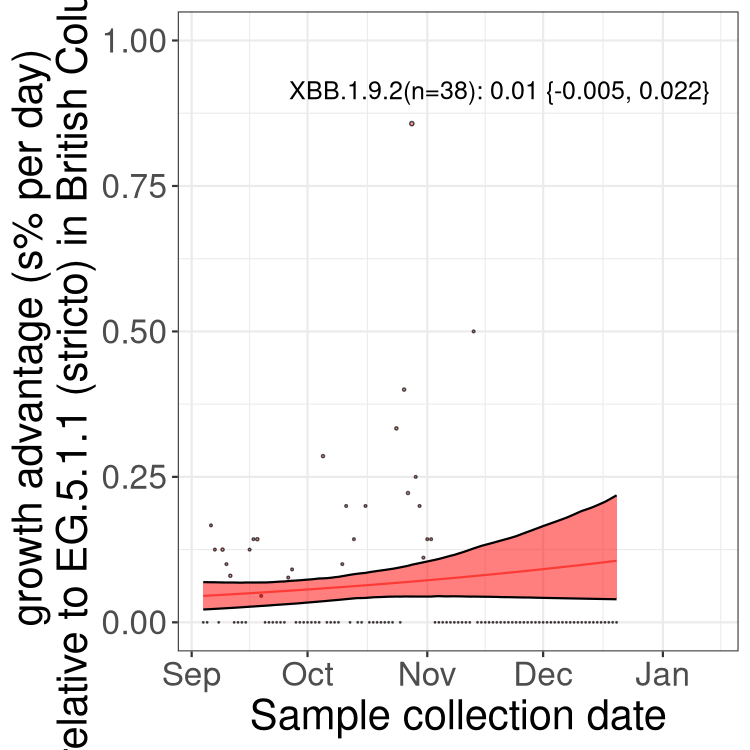 growth advantage (s% per day)
relative to EG.5.1.1 (stricto) in British
1.00
0.75
0.50
0.25
0.00
XBB.1.9.2(n=38): 0.01 {-0.005, 0.022}
Sep Oct Nov Dec Jan
Sample collection date